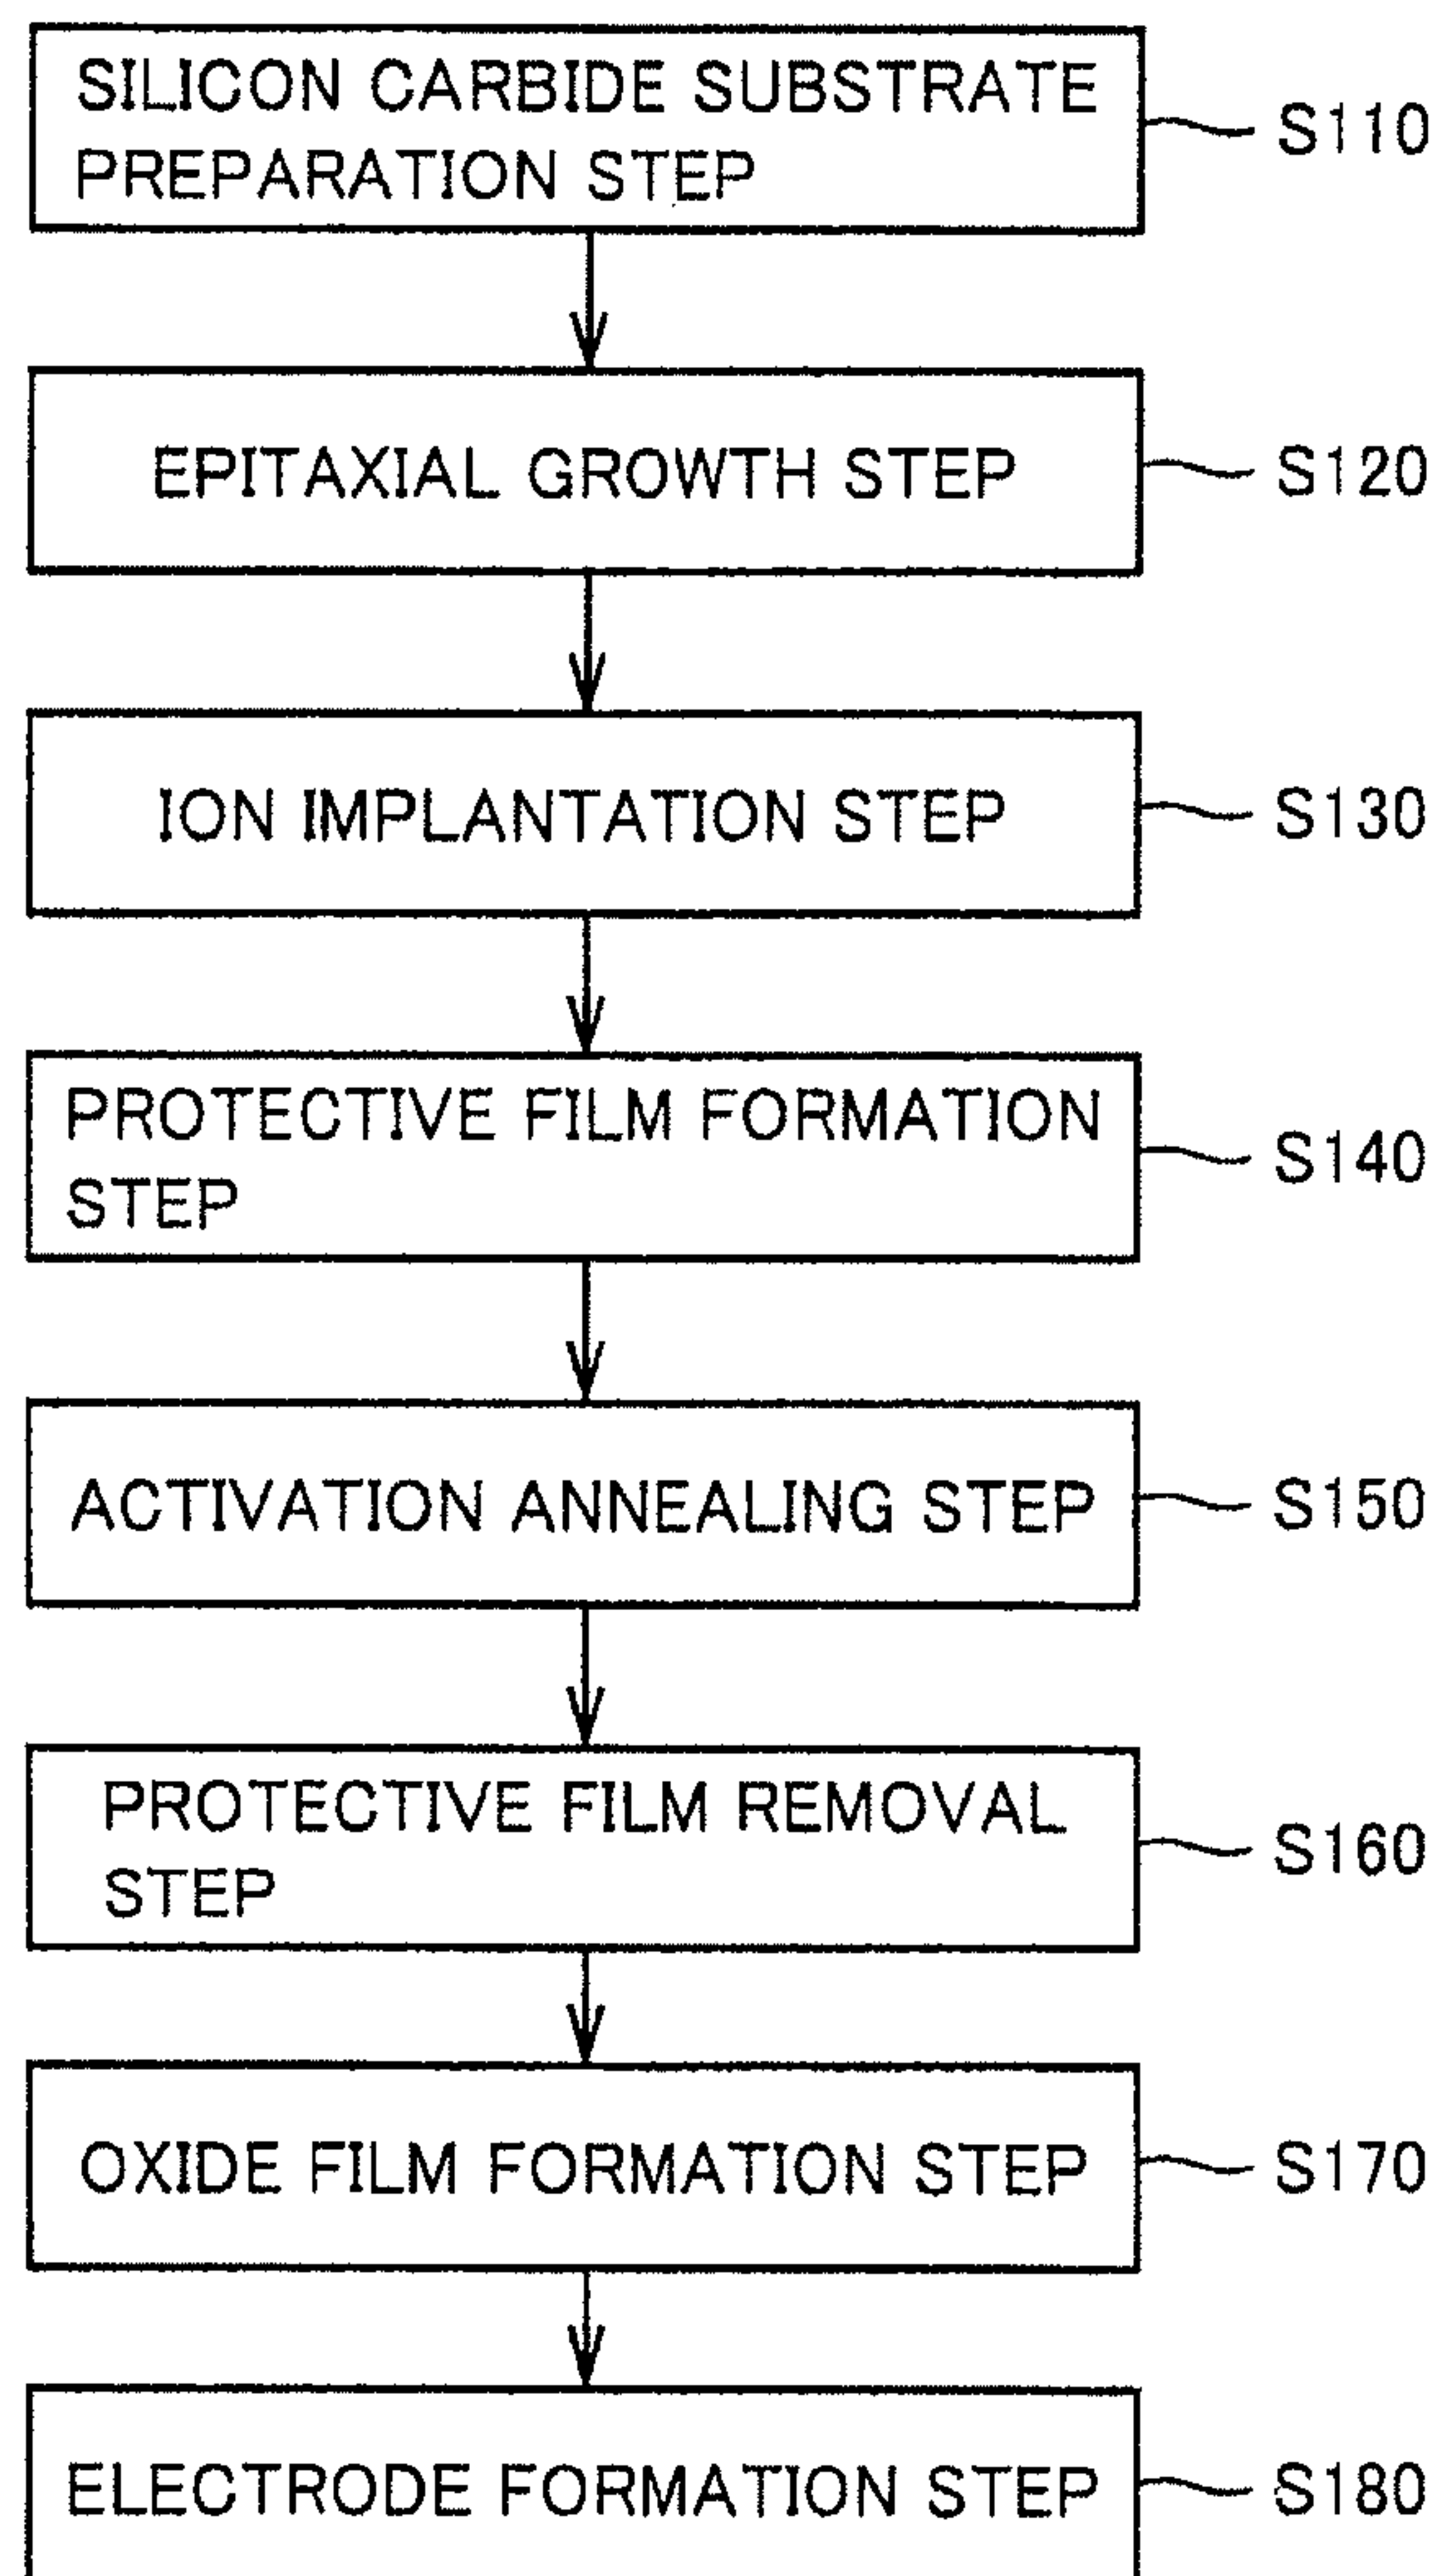 SILICON CARBIDE SUBSTRATE
PREPARATION STEP
S110
EPITAXIAL GROWTH STEP
S120
ION IMPLANTATION STEP
S130
PROTECTIVE FILM FORMATION
STEP
S140
ACTIVATION ANNEALING STEP
S150
PROTECTIVE FILM REMOVAL
STEP
S160
OXIDE FILM FORMATION STEP
S170
ELECTRODE FORMATION STEP
S180